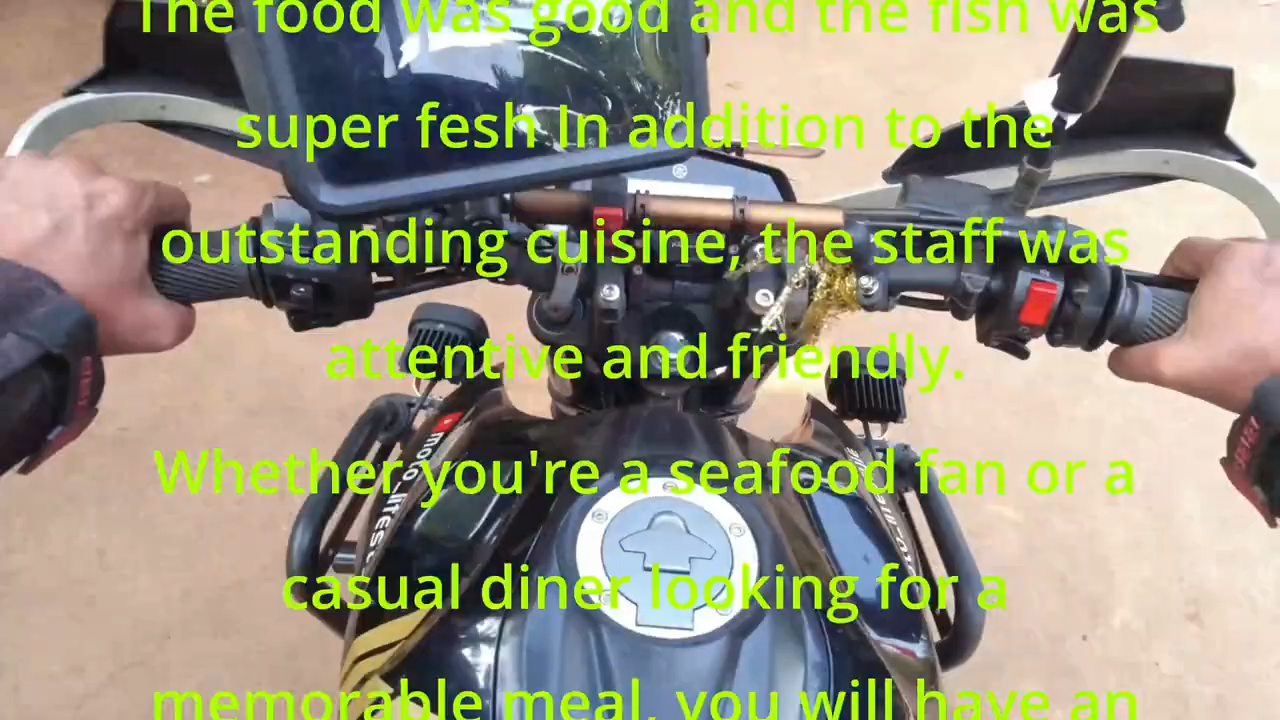 The food was good and the fish was
super fesh In addition to the
outstanding cuisine, the staff was
attentive and friendly.
Whether you're a seafood fan or a
casual diner looking for a
memorable meal, you will have an
moto_lifest